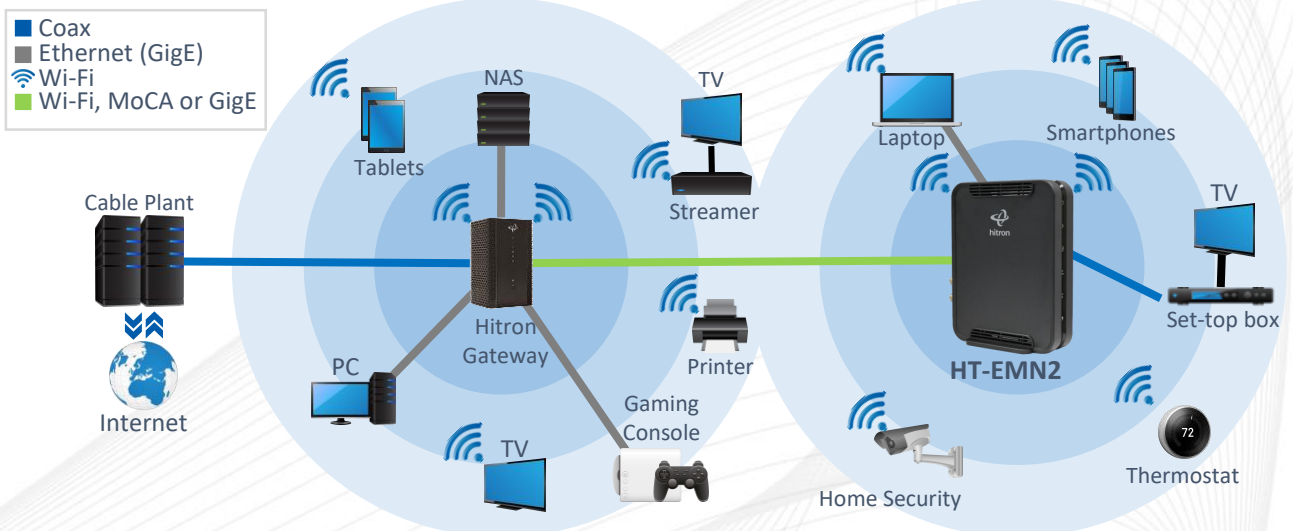 Coax
Ethernet (GigE)
Wi-Fi
Wi-Fi, MoCA or GigE
NAS
TV
Tablets
Streamer
Cable Plant
Hitron
Gateway
Internet
PC
TV
Printer
Gaming
Console
Laptop
Smartphones
hitron
TV
Set-top box
HT-EMN2
Home Security
72
Thermostat